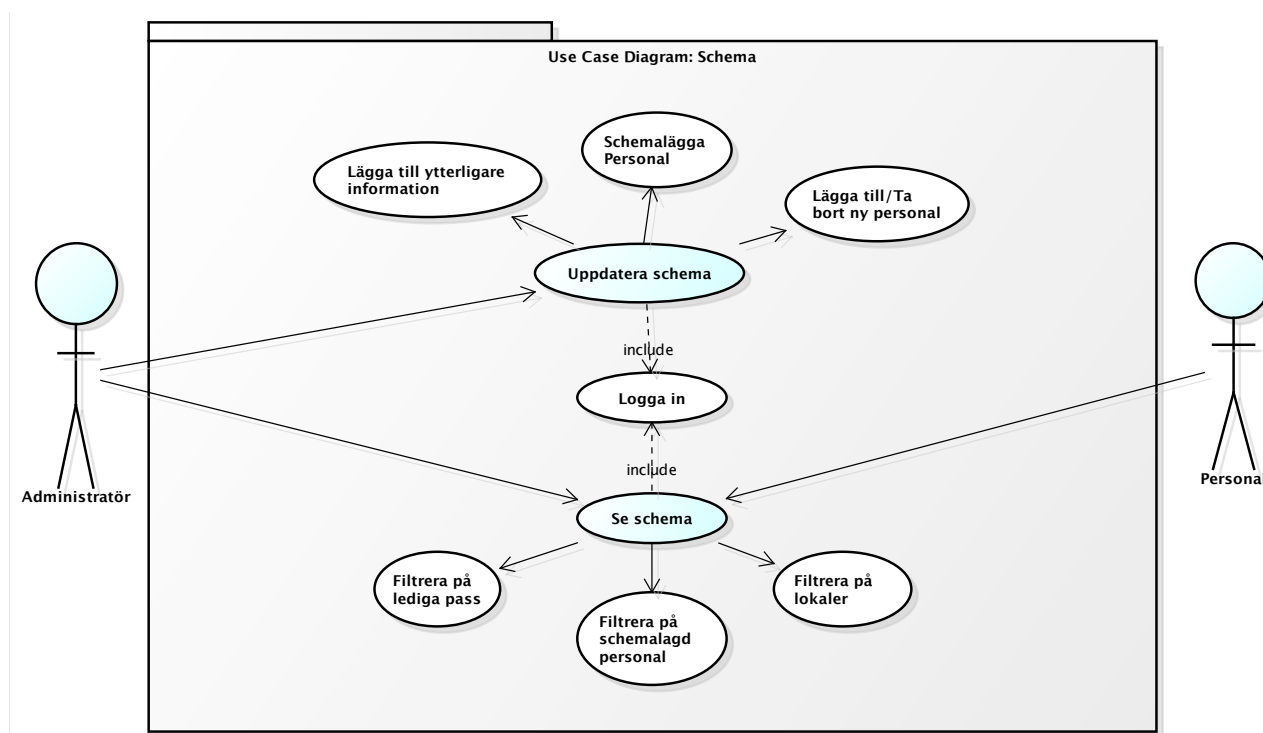 Use Case Diagram: Schema
Schemalägga
Personal
Lägga till ytterligare
information
Lägga till/Ta
bort ny personal
Uppdatera schema
include
Logga in
include
Administratör
Personal
Se schema
Filtrera på
lediga pass
Filtrera på
schemalagd
personal
Filtrera på
lokaler